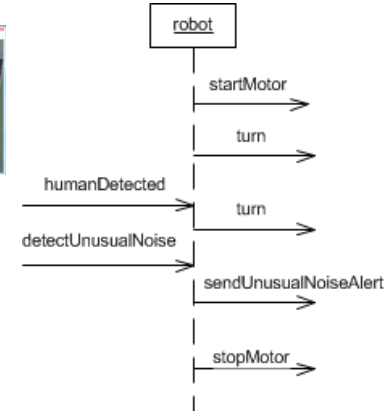 robot
startMotor
turn
humanDetected
turn
detectUnusualNoise
sendUnusualNoiseAlert
stopMotor